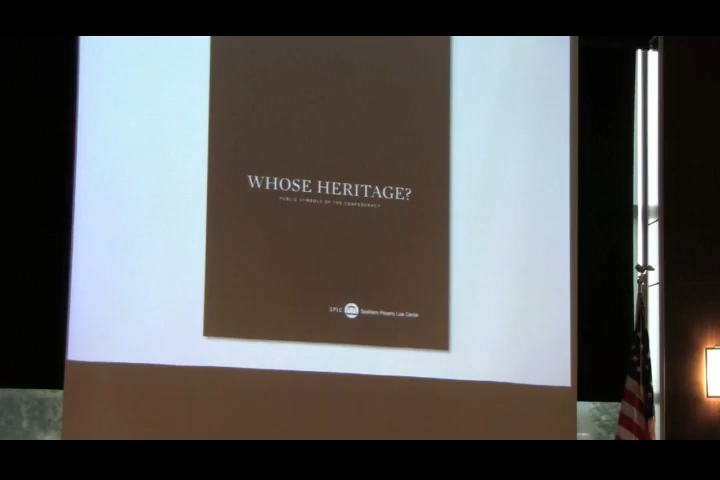 WHOSE HERITAGE?
PUBLIC SYMBOLS OF THE CONFEDERACY
SPLC Southern Poverty Law Center